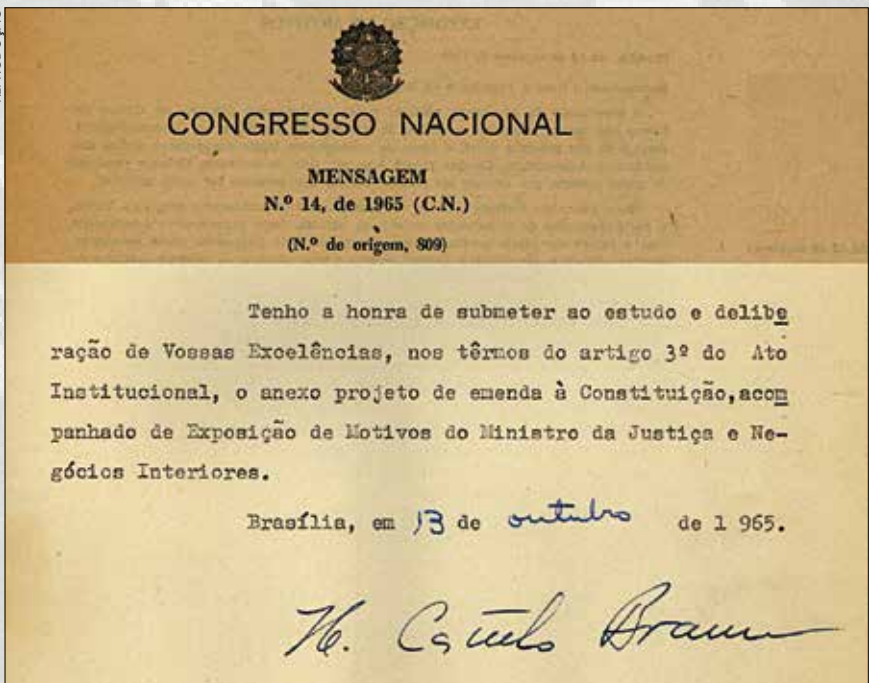 CONGRESSO NACIONAL
MENSAGEM
N.º 14, de 1965 (C.N.)
(N.º de origem, 809)
Tenho a honra de submeter ao estudo e delibe
ração de Vossas Excelências, nos têrmos do artigo 3º do Ato
Institucional, o anexo projeto de emenda à Constituição,acom
panhado de Exposição de Motivos do Ministro da Justiça e Ne-
gócios Interiores.
Brasília, em 13 de outubro de 1 965.
H. Castelo Branco